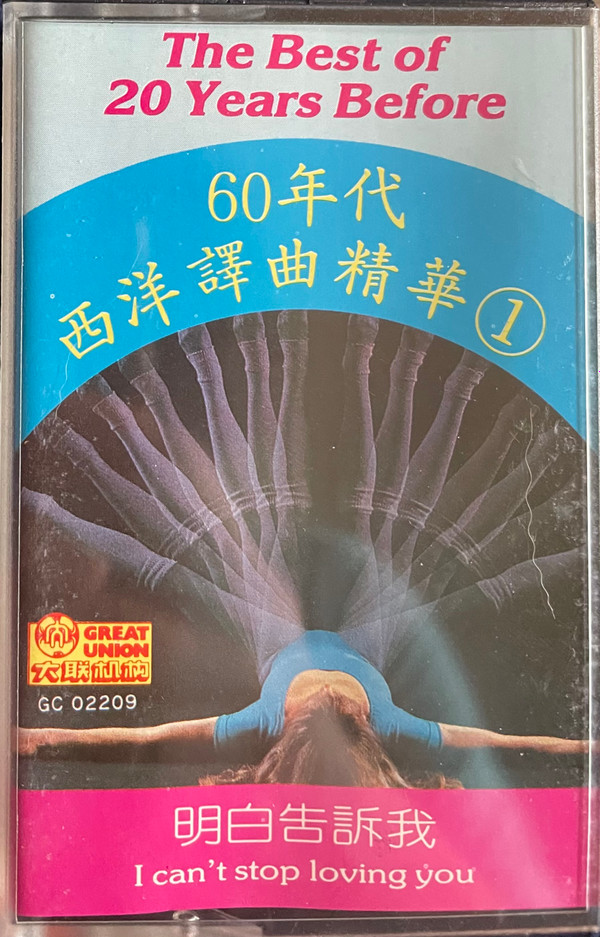 The Best of
20 Years Before
60年代
西洋譯曲精華①
GREAT
UNION
大联机构
GC 02209
明白告訴我
I can't stop loving you